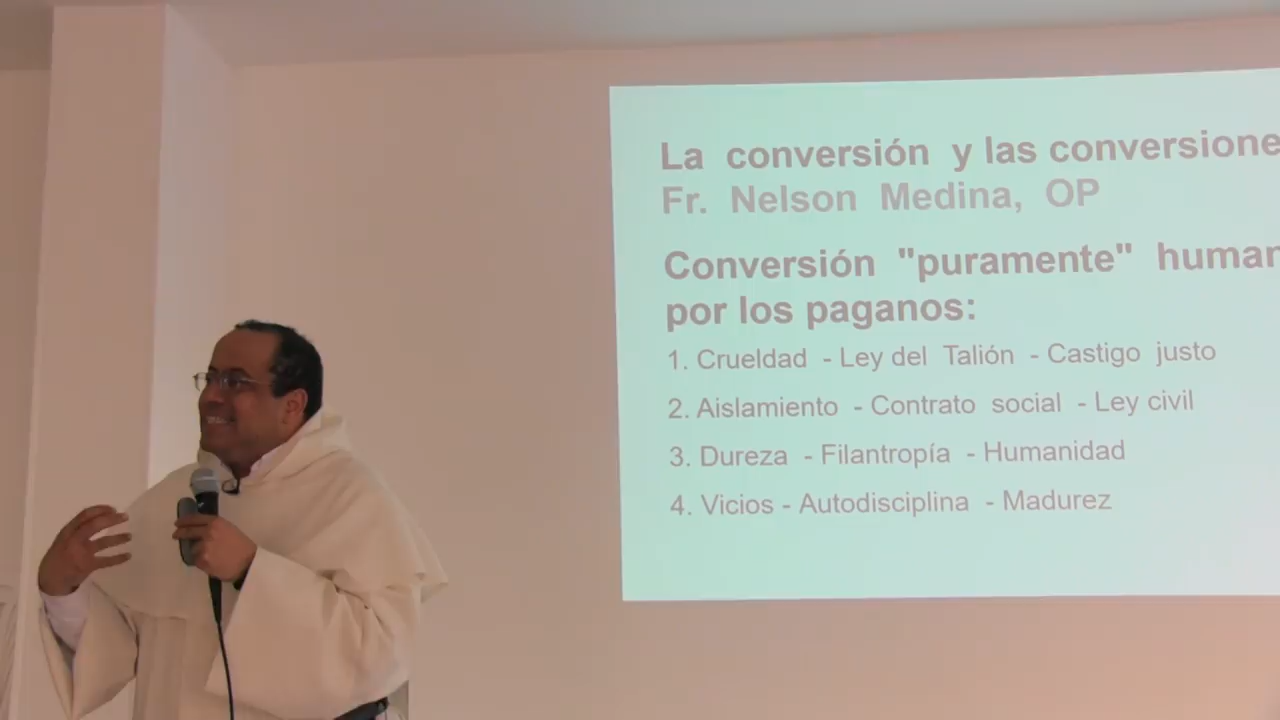 La conversión y las conversione
Fr. Nelson Medina, OP
Conversión "puramente" human
por los paganos:
1. Crueldad - Ley del Talión - Castigo justo
2. Aislamiento - Contrato social - Ley civil
3. Dureza - Filantropía - Humanidad
4. Vicios - Autodisciplina - Madurez